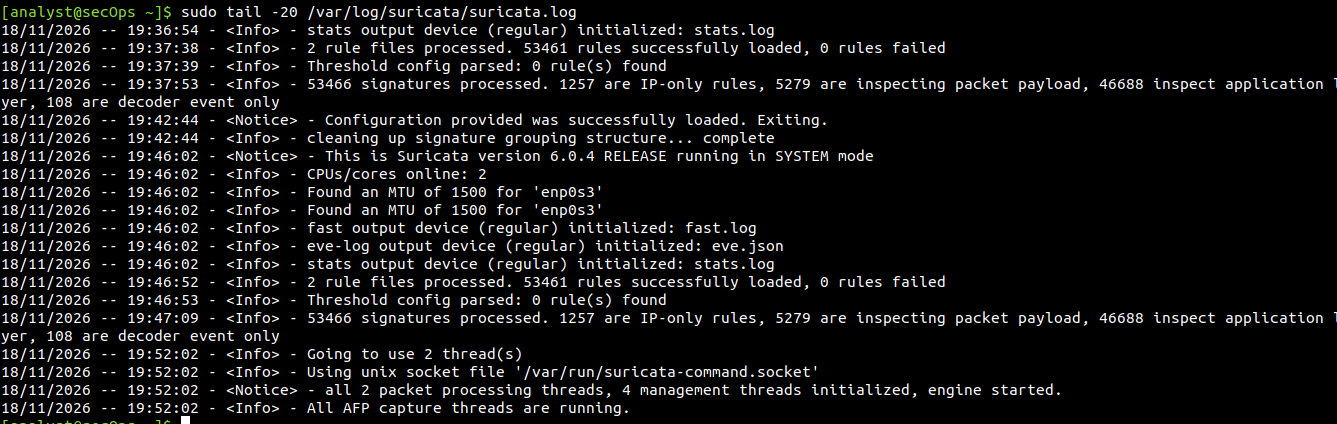 [analyst@secOps ~]$ sudo tail -20 /var/log/suricata/suricata.log
18/11/2026 -- 19:36:54 - <Info> - stats output device (regular) initialized: stats.log
18/11/2026 -- 19:37:38 - <Info> - 2 rule files processed. 53461 rules successfully loaded, 0 rules failed
18/11/2026 -- 19:37:39 - <Info> - Threshold config parsed: 0 rule(s) found
18/11/2026 -- 19:37:53 - <Info> - 53466 signatures processed. 1257 are IP-only rules, 5279 are inspecting packet payload, 46688 inspect application l
yer, 108 are decoder event only
18/11/2026 -- 19:42:44 - <Notice> - Configuration provided was successfully loaded. Exiting.
18/11/2026 -- 19:42:44 - <Info> - cleaning up signature grouping structure... complete
18/11/2026 -- 19:46:02 - <Notice> - This is Suricata version 6.0.4 RELEASE running in SYSTEM mode
18/11/2026 -- 19:46:02 - <Info> - CPUs/cores online: 2
18/11/2026 -- 19:46:02 - <Info> - Found an MTU of 1500 for 'enp0s3'
18/11/2026 -- 19:46:02 - <Info> - Found an MTU of 1500 for 'enp0s3'
18/11/2026 -- 19:46:02 - <Info> - fast output device (regular) initialized: fast.log
18/11/2026 -- 19:46:02 - <Info> - eve-log output device (regular) initialized: eve.json
18/11/2026 -- 19:46:02 - <Info> - stats output device (regular) initialized: stats.log
18/11/2026 -- 19:46:52 - <Info> - 2 rule files processed. 53461 rules successfully loaded, 0 rules failed
18/11/2026 -- 19:46:53 - <Info> - Threshold config parsed: 0 rule(s) found
18/11/2026 -- 19:47:09 - <Info> - 53466 signatures processed. 1257 are IP-only rules, 5279 are inspecting packet payload, 46688 inspect application l
yer, 108 are decoder event only
18/11/2026 -- 19:52:02 - <Info> - Going to use 2 thread(s)
18/11/2026 -- 19:52:02 - <Info> - Using unix socket file '/var/run/suricata-command.socket'
18/11/2026 -- 19:52:02 - <Notice> - all 2 packet processing threads, 4 management threads initialized, engine started.
18/11/2026 -- 19:52:02 - <Info> - All AFP capture threads are running.
[analyst@secOps ~]$